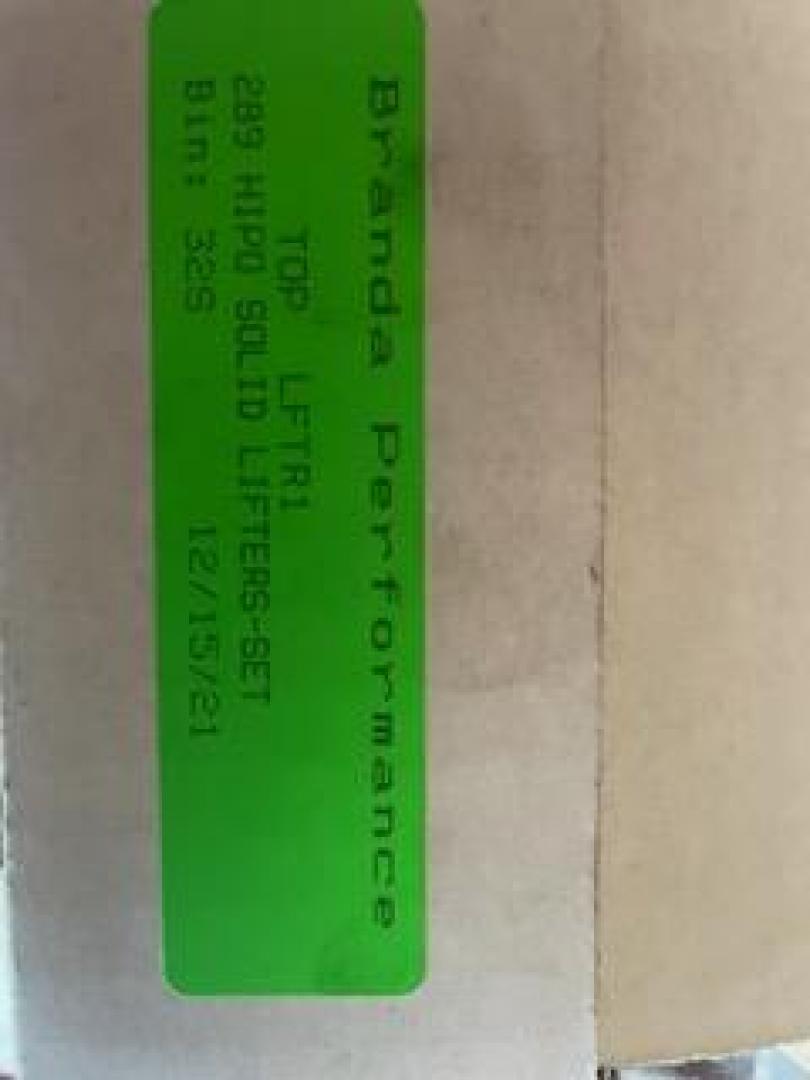 Branda Performance
TOP LFTR1
289 HIPO SOLID LIFTERS-SET
Bin: 32S 12/15/21